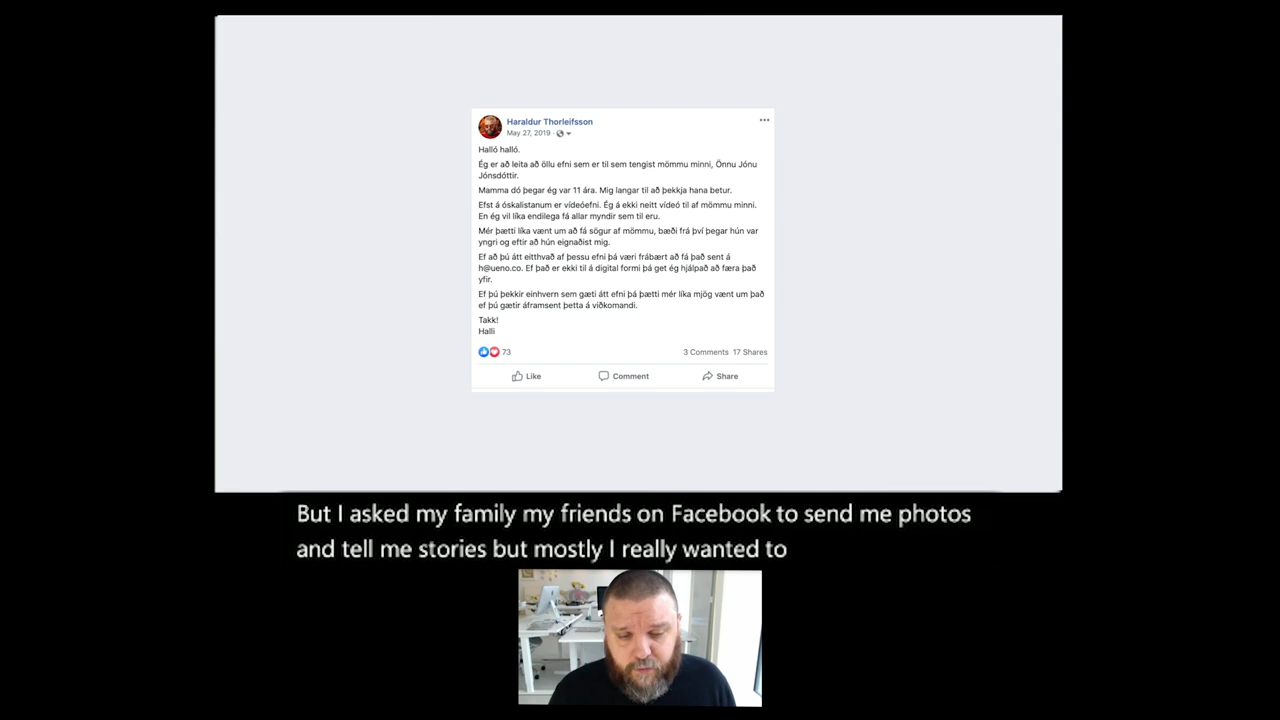 Haraldur Thorleifsson
May 27, 2019
Halló halló.
Ég er að leita að öllu efni sem er til sem tengist mömmu minni, Önnu Jónu
Jónsdóttir.
Mamma dó þegar ég var 11 ára. Mig langar til að þekkja hana betur.
Efst á óskalistanum er vídeóefni. Ég á ekki neitt vídeó til af mömmu minni.
En ég vil líka endilega fá allar myndir sem til eru.
Mér þætti líka vænt um að fá sögur af mömmu, bæði frá því þegar hún var
yngri og eftir að hún eignaðist mig.
Ef að þú átt eitthvað af þessu efni þá væri frábært að fá það sent á
h@ueno.co. Ef það er ekki til á digital formi þá get ég hjálpað að færa það
yfir.
Ef þú þekkir einhvern sem gæti átt efni þá þætti mér líka mjög vænt um það
ef þú gætir áframsent þetta á viðkomandi.
Takk!
Halli
73 3 Comments 17 Shares
Like Comment Share
But I asked my family my friends on Facebook to send me photos
and tell me stories but mostly I really wanted to